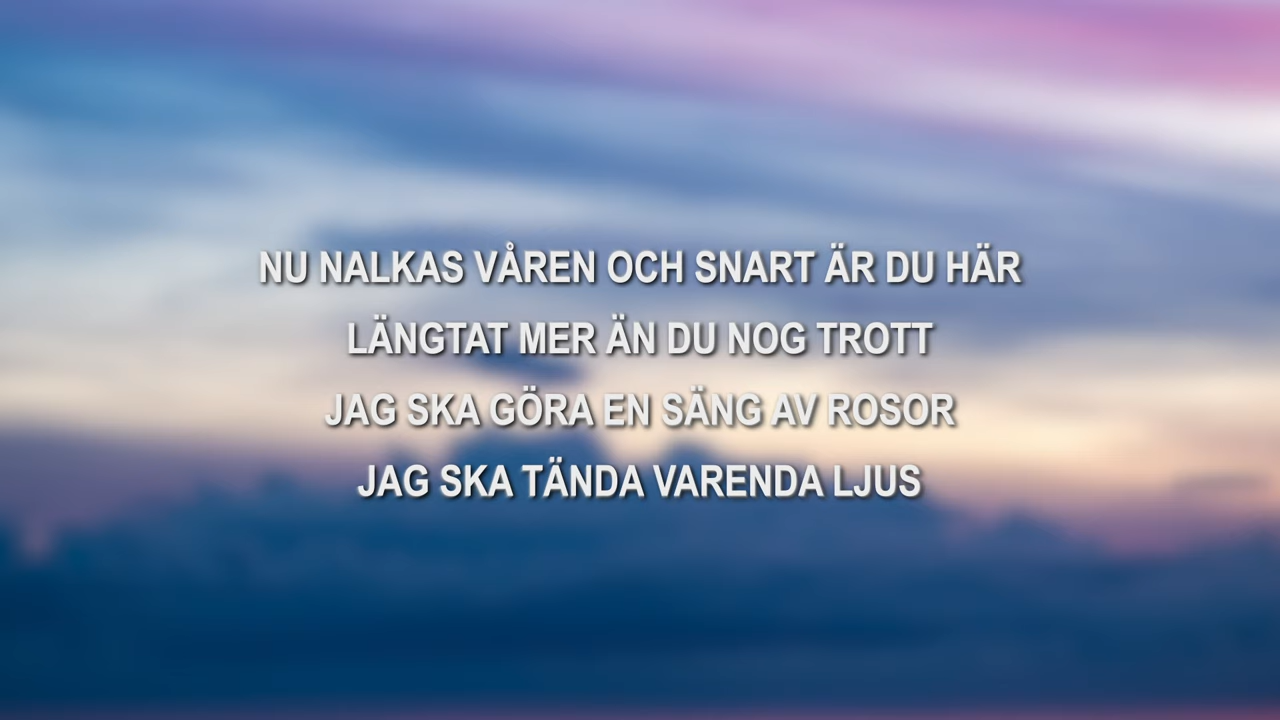 NU NALKAS VÅREN OCH SNART ÄR DU HÄR
LÄNGTAT MER ÄN DU NOG TROTT
JAG SKA GÖRA EN SÄNG AV ROSOR
JAG SKA TÄNDA VARENDA LJUS